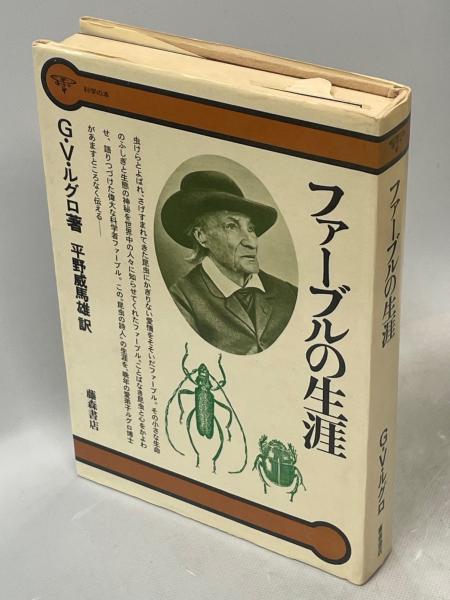 科学の本
ファーブルの生涯
虫けらとよばれ、さげすまれてきた昆虫にかぎりない愛情をそそいだファーブル。その小さな生命
のふしぎと生態の神秘を世界中の人々に知らせてくれたファーブル。ことばなき昆虫と心をかよわ
せ、語りつづけた偉大な科学者ファーブル。この“昆虫の詩人”の生涯を、晩年の愛弟子ルグロ博士
があますところなく伝える——
G・V・ルグロ著 平野威馬雄訳
藤森書店
ファーブルの生涯
G・V・ルグロ
藤森書店